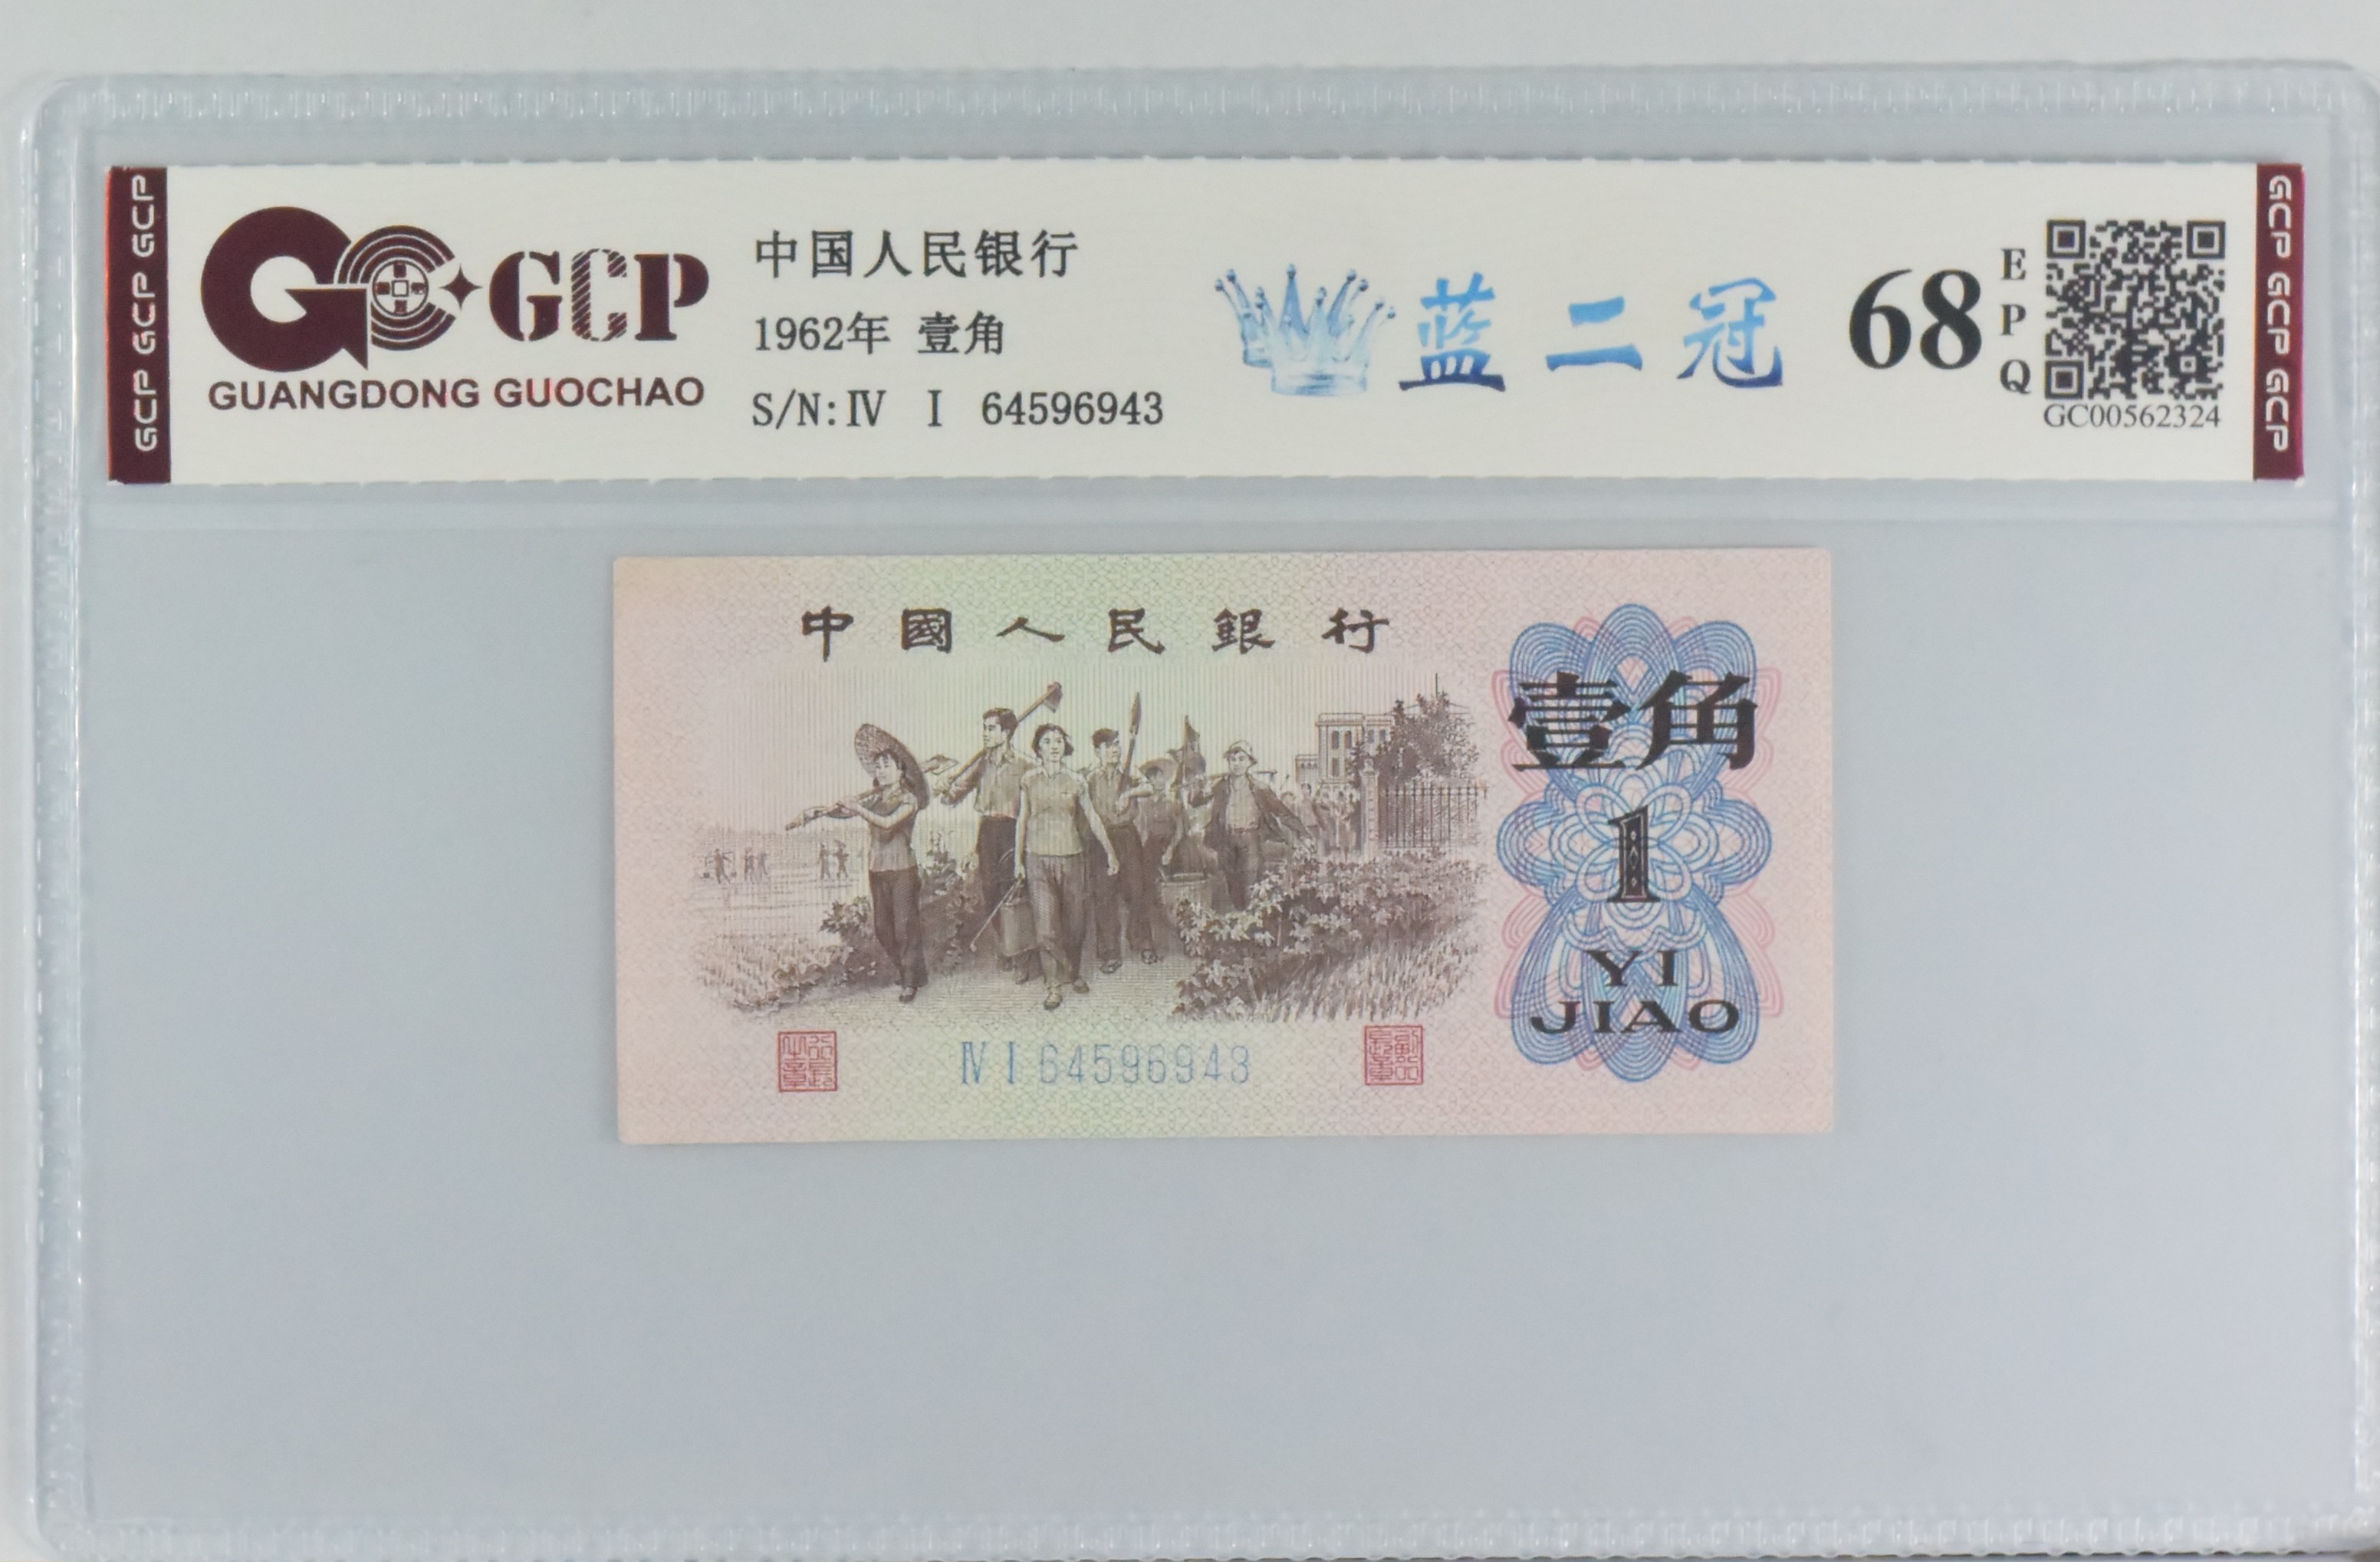 GCP GCP GCP
GCP
GUANGDONG GUOCHAO
中国人民银行
1962年 壹角
S/N:Ⅳ Ⅰ 64596943
蓝二冠
68
EPQ
GC00562324
GCP GCP GCP
中國人民銀行
壹角
1
YI
JIAO
Ⅳ Ⅰ 64596943